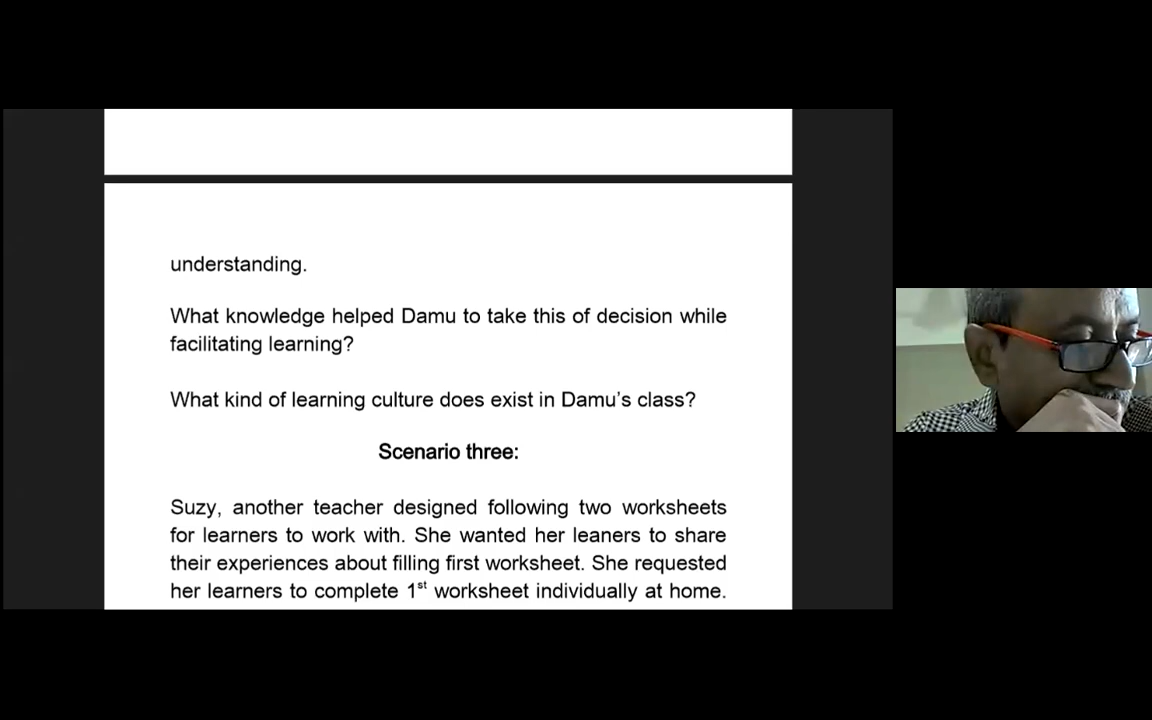 understanding.
What knowledge helped Damu to take this of decision while
facilitating learning?
What kind of learning culture does exist in Damu's class?
Scenario three:
Suzy, another teacher designed following two worksheets
for learners to work with. She wanted her leaners to share
their experiences about filling first worksheet. She requested
her learners to complete 1st worksheet individually at home.